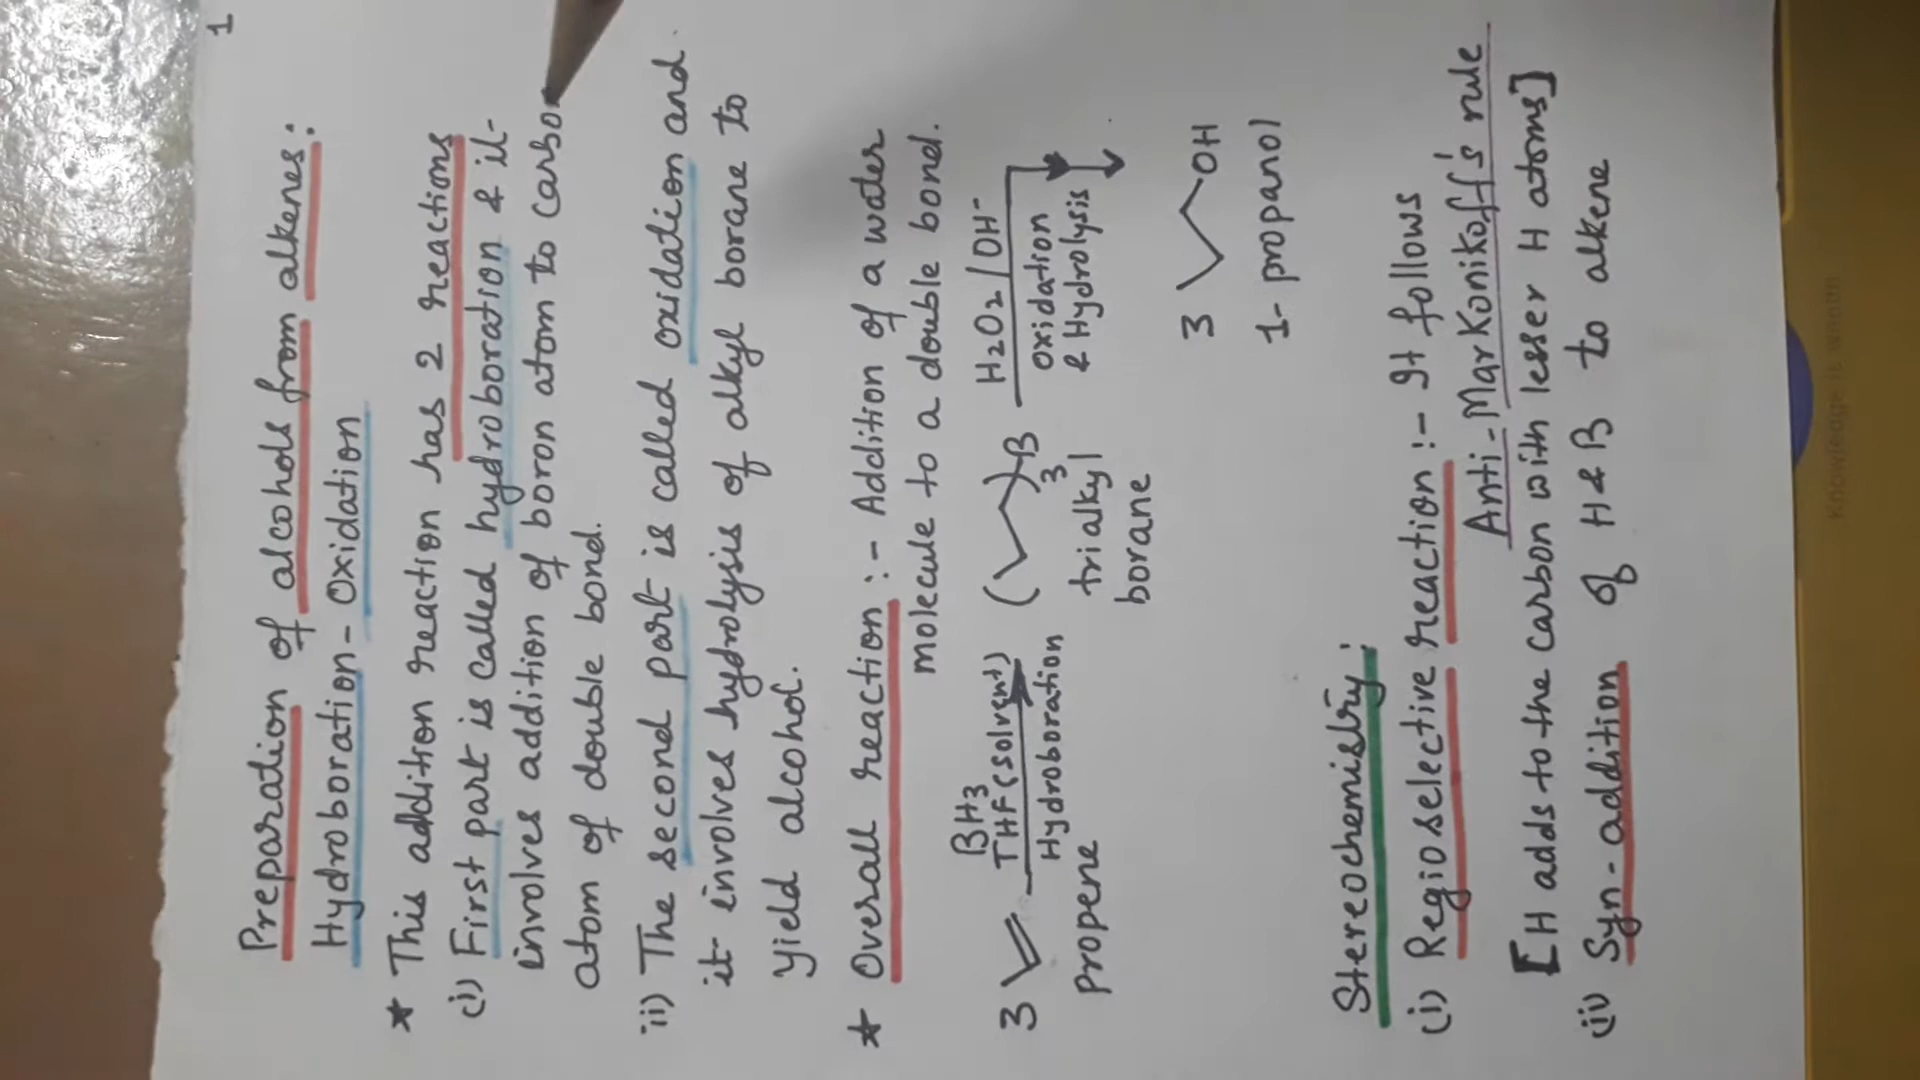 1
Preparation of alcohols from alkenes:
Hydroboration - Oxidation
* This addition reaction has 2 reactions
(i) First part is called hydroboration & it-
involves addition of boron atom to carbo
atom of double bond.
ii) The second part is called oxidation and
it involves hydrolysis of alkyl borane to
yield alcohol.
* Overall reaction :- Addition of a water
molecule to a double bond.
BH3
THF (solvent)
Hydroboration
3
propene
( )3B
trialkyl
borane
H2O2/OH-
oxidation
& Hydrolysis
3 OH
1-propanol
Stereochemistry:
(i) Regioselective reaction :- It follows
Anti-Markonikoff's rule
[H adds to the carbon with lesser H atoms]
(ii) Syn-addition of H & B to alkene
Knowledge is wisdom